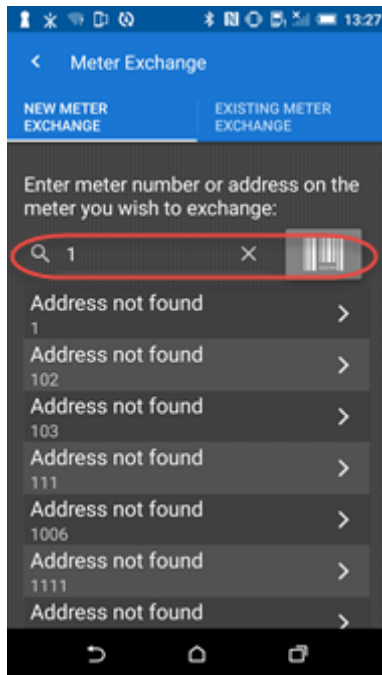 13:27
Meter Exchange
NEW METER EXISTING METER
EXCHANGE EXCHANGE
Enter meter number or address on the
meter you wish to exchange:
1
Address not found
1
Address not found
102
Address not found
103
Address not found
111
Address not found
1006
Address not found
1111
Address not found